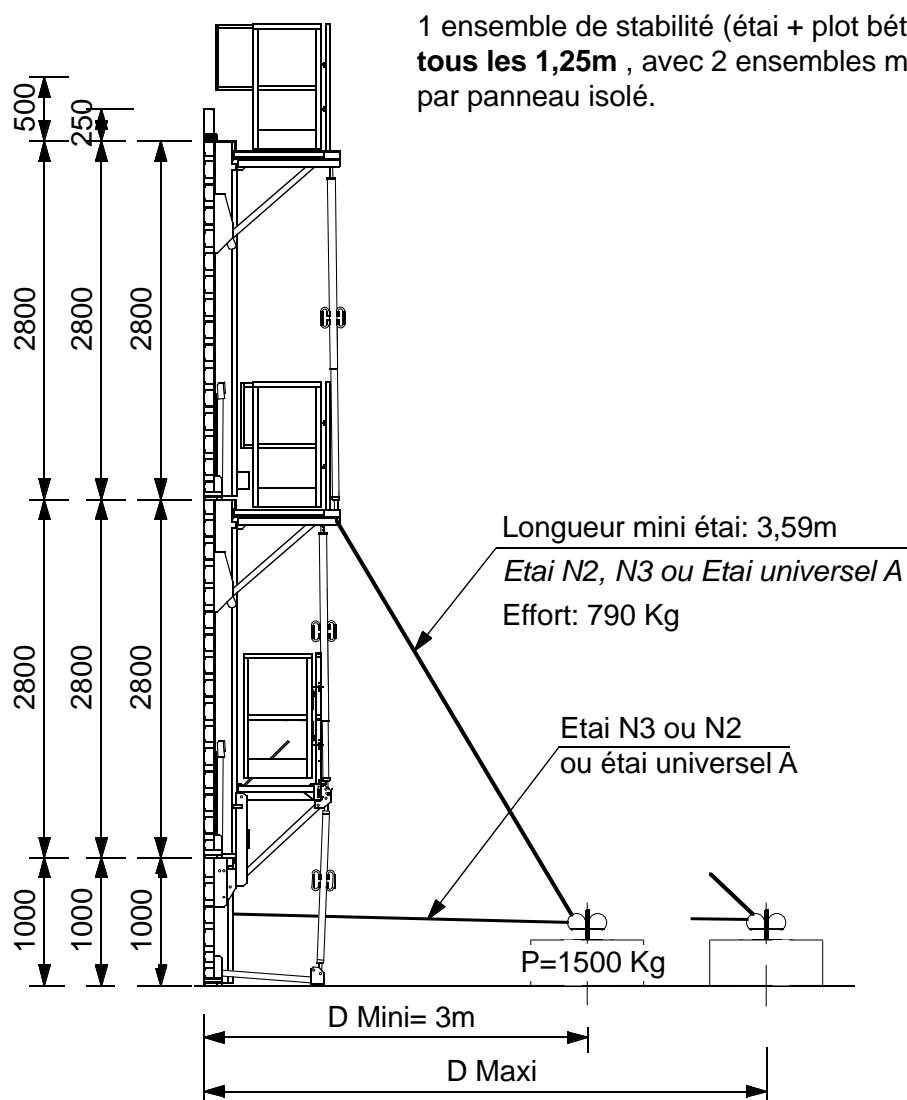 1 ensemble de stabilité (étai + plot
tous les 1,25m , avec 2 ensembles
par panneau isolé.
500
250
2800
2800
2800
2800
2800
2800
1000
1000
1000
Longueur mini étai: 3,59m
Etai N2, N3 ou Etai universel A
Effort: 790 Kg
Etai N3 ou N2
ou étai universel A
P=1500 Kg
D Mini= 3m
D Maxi